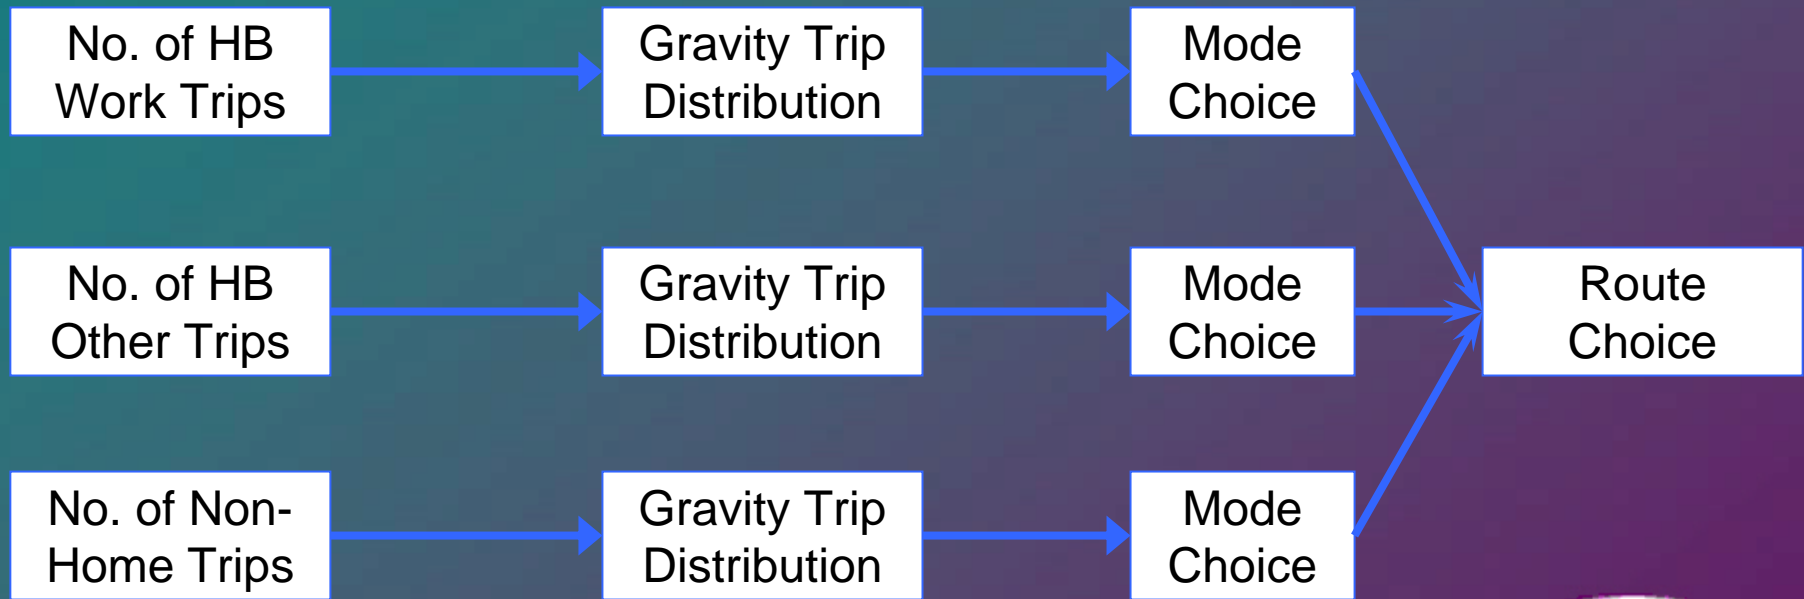 No. of HB
Work Trips
Gravity Trip
Distribution
Mode
Choice
No. of HB
Other Trips
Gravity Trip
Distribution
Mode
Choice
Route
Choice
No. of Non-
Home Trips
Gravity Trip
Distribution
Mode
Choice